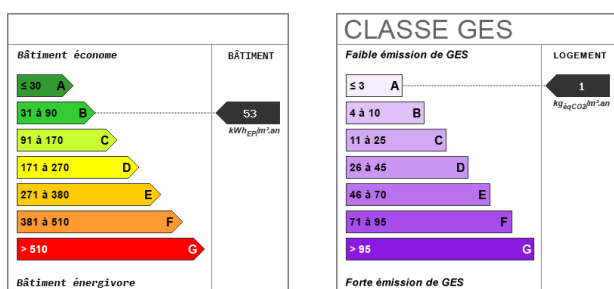 Bâtiment économe
BÂTIMENT
≤ 30 A
31 à 90 B
53
kWhEP/m².an
91 à 170 C
171 à 270 D
271 à 380 E
381 à 510 F
> 510 G
Bâtiment énergivore
CLASSE GES
Faible émission de GES
LOGEMENT
≤ 3 A
1
kgéqCO2/m².an
4 à 10 B
11 à 25 C
26 à 45 D
46 à 70 E
71 à 95 F
> 95 G
Forte émission de GES